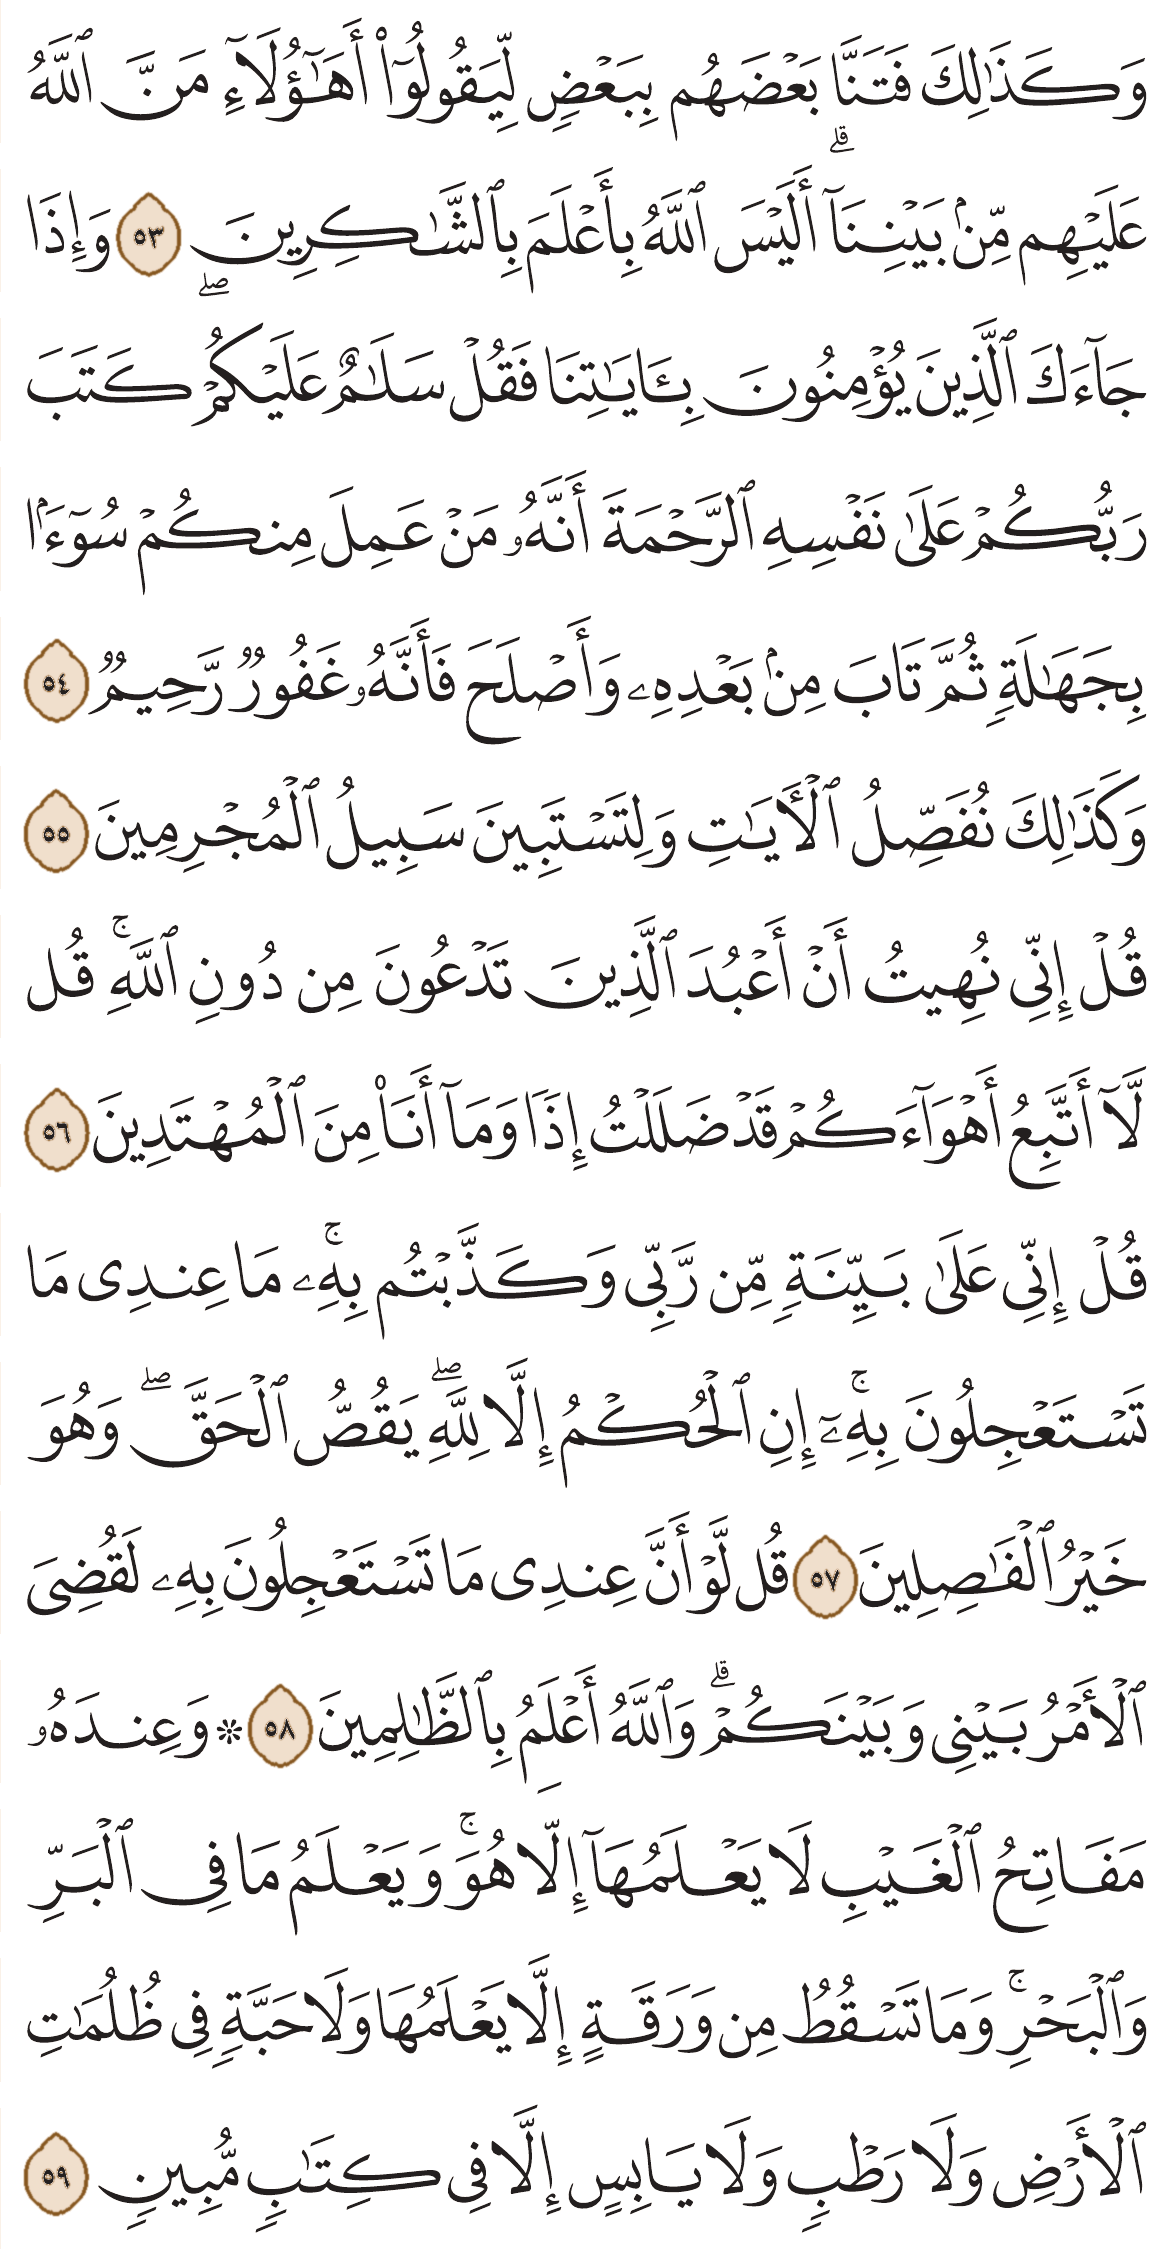 وَكَذَٰلِكَ فَتَنَّا بَعْضَهُم بِبَعْضٍ لِّيَقُولُوٓا۟ أَهَـٰٓؤُلَآءِ مَنَّ ٱللَّهُ
عَلَيْهِم مِّنۢ بَيْنِنَآ ۗ أَلَيْسَ ٱللَّهُ بِأَعْلَمَ بِٱلشَّـٰكِرِينَ ٥٣ وَإِذَا
جَآءَكَ ٱلَّذِينَ يُؤْمِنُونَ بِـَٔايَـٰتِنَا فَقُلْ سَلَـٰمٌ عَلَيْكُمْ ۖ كَتَبَ
رَبُّكُمْ عَلَىٰ نَفْسِهِ ٱلرَّحْمَةَ أَنَّهُۥ مَنْ عَمِلَ مِنكُمْ سُوٓءَۢا
بِجَهَـٰلَةٍ ثُمَّ تَابَ مِنۢ بَعْدِهِۦ وَأَصْلَحَ فَأَنَّهُۥ غَفُورٌ رَّحِيمٌ ٥٤
وَكَذَٰلِكَ نُفَصِّلُ ٱلْـَٔايَـٰتِ وَلِتَسْتَبِينَ سَبِيلُ ٱلْمُجْرِمِينَ ٥٥
قُلْ إِنِّى نُهِيتُ أَنْ أَعْبُدَ ٱلَّذِينَ تَدْعُونَ مِن دُونِ ٱللَّهِ ۚ قُل
لَّآ أَتَّبِعُ أَهْوَآءَكُمْ قَدْ ضَلَلْتُ إِذًا وَمَآ أَنَا۠ مِنَ ٱلْمُهْتَدِينَ ٥٦
قُلْ إِنِّى عَلَىٰ بَيِّنَةٍ مِّن رَّبِّى وَكَذَّبْتُم بِهِۦ ۚ مَا عِندِى مَا
تَسْتَعْجِلُونَ بِهِۦٓ ۚ إِنِ ٱلْحُكْمُ إِلَّا لِلَّهِ ۖ يَقُصُّ ٱلْحَقَّ ۖ وَهُوَ
خَيْرُ ٱلْفَـٰصِلِينَ ٥٧ قُل لَّوْ أَنَّ عِندِى مَا تَسْتَعْجِلُونَ بِهِۦ لَقُضِىَ
ٱلْأَمْرُ بَيْنِى وَبَيْنَكُمْ ۗ وَٱللَّهُ أَعْلَمُ بِٱلظَّـٰلِمِينَ ٥٨ ❊ وَعِندَهُۥ
مَفَاتِحُ ٱلْغَيْبِ لَا يَعْلَمُهَآ إِلَّا هُوَ ۚ وَيَعْلَمُ مَا فِى ٱلْبَرِّ
وَٱلْبَحْرِ ۚ وَمَا تَسْقُطُ مِن وَرَقَةٍ إِلَّا يَعْلَمُهَا وَلَا حَبَّةٍ فِى ظُلُمَـٰتِ
ٱلْأَرْضِ وَلَا رَطْبٍ وَلَا يَابِسٍ إِلَّا فِى كِتَـٰبٍ مُّبِينٍ ٥٩